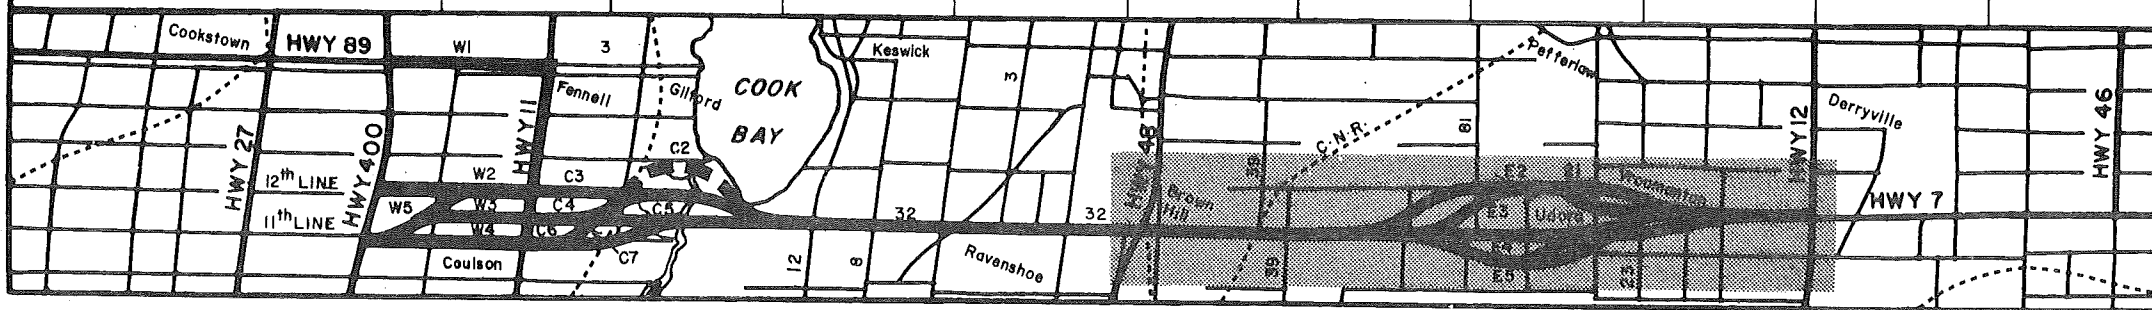 Cookstown
HWY 89
W1
3
Keswick
3
Pefferlaw
COOK
BAY
Fennell
Gilford
HWY 11
HWY 27
HWY 400
12th LINE
11th LINE
W2
W3
W4
W5
C2
C3
C4
C5
C6
C7
Coulson
32
32
12
8
Ravenshoe
HWY 48
Brown
Hill
39
39
C.N.R.
81
E2
21
Vroomanton
E3
Udora
E4
E5
23
HWY 12
Derryville
HWY 7
HWY 46